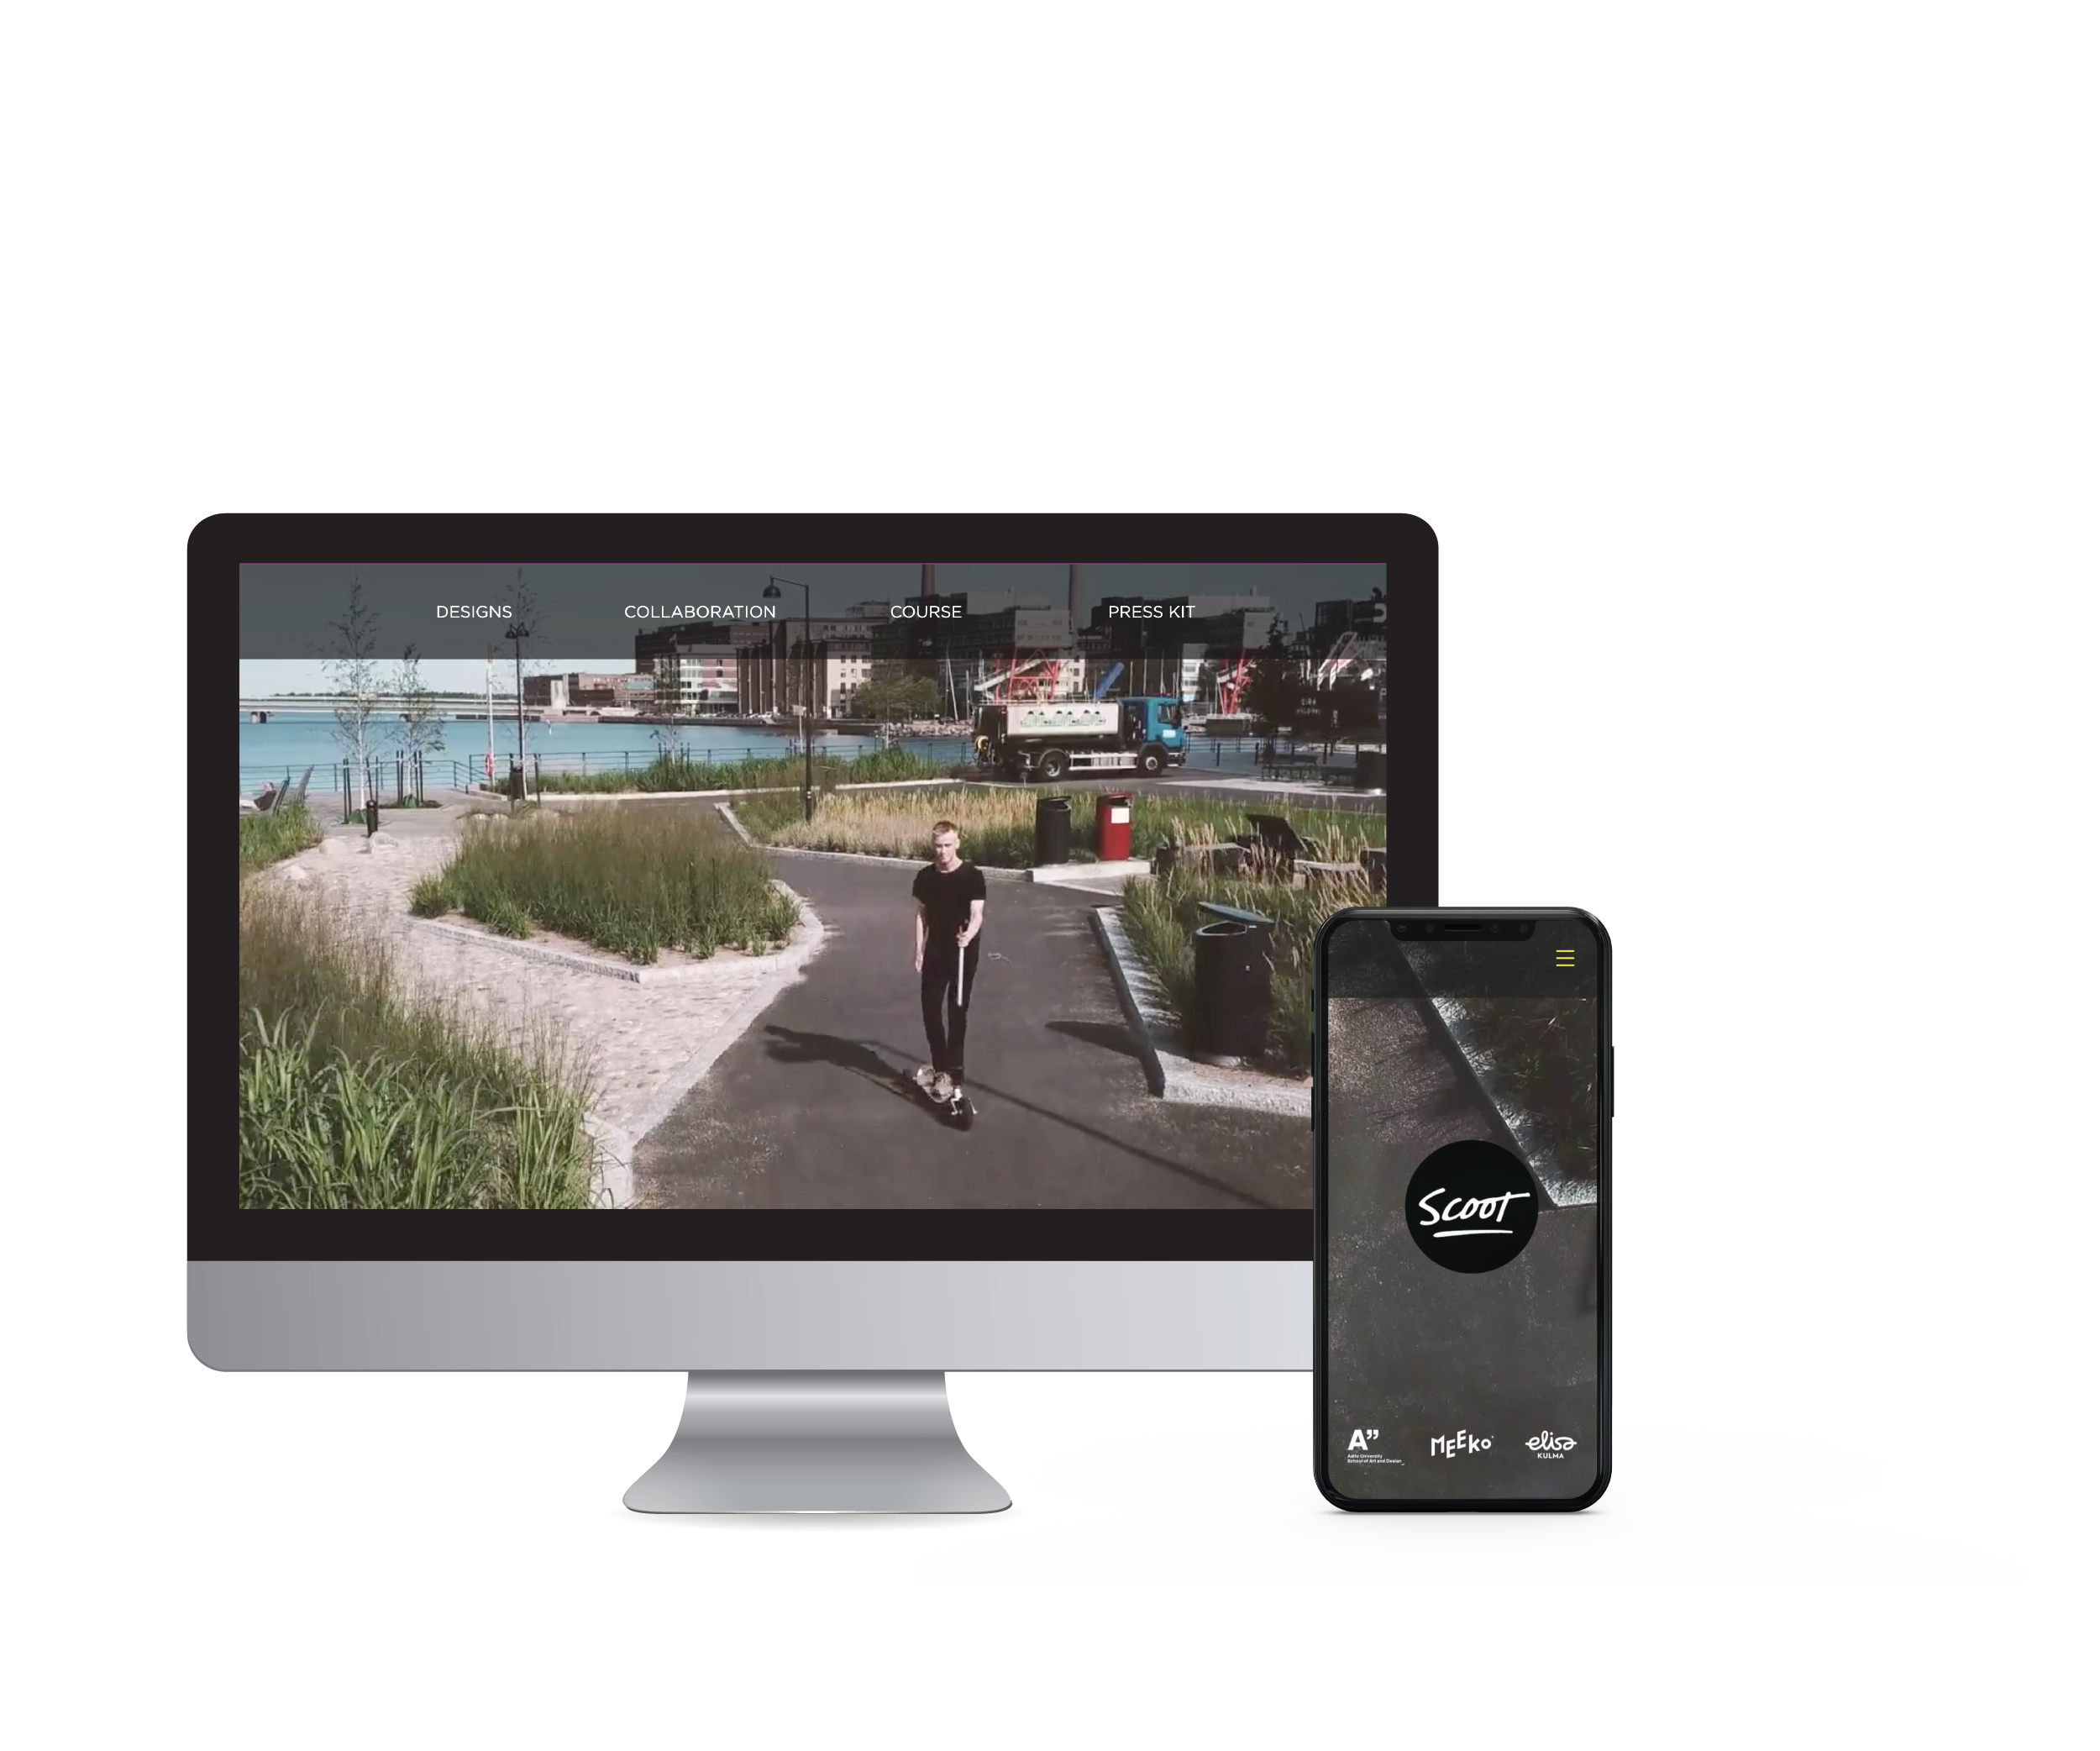 DESIGNS COLLABORATION COURSE PRESS KIT
Scoot
A”
Aalto University
School of Art and Design
MEEKO
elisa
KULMA